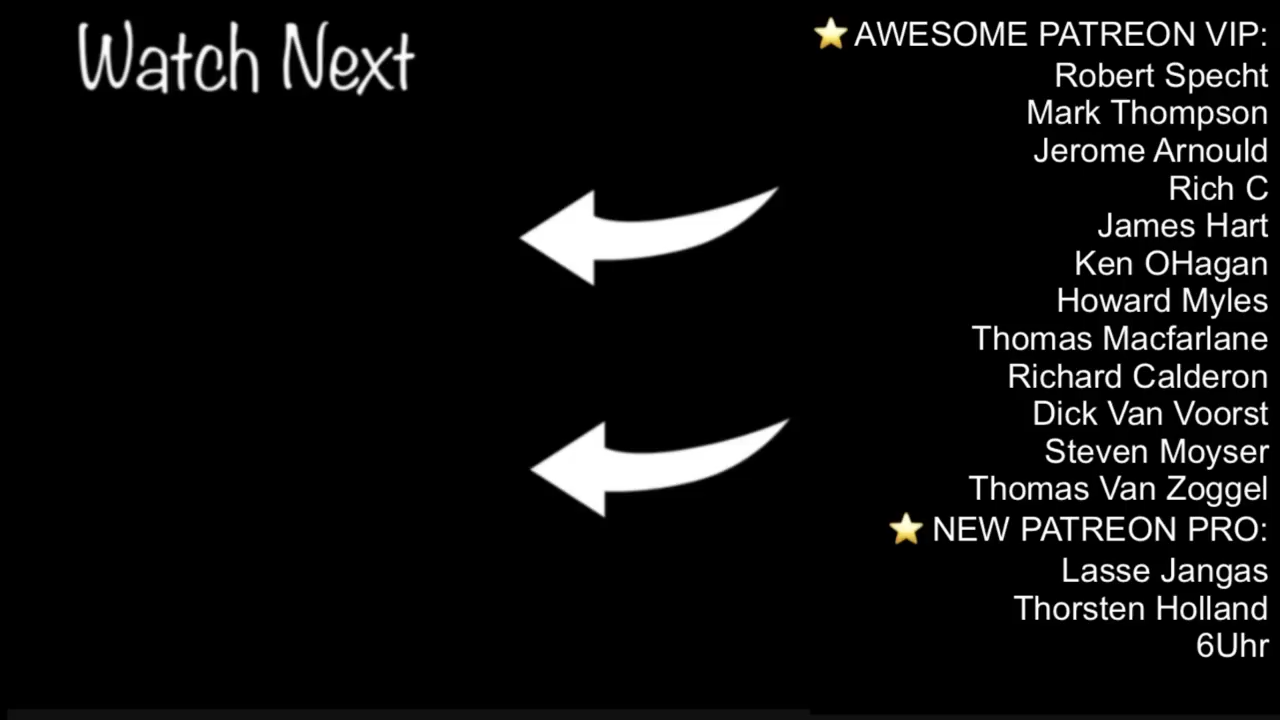 Watch Next
⭐ AWESOME PATREON VIP:
Robert Specht
Mark Thompson
Jerome Arnould
Rich C
James Hart
Ken OHagan
Howard Myles
Thomas Macfarlane
Richard Calderon
Dick Van Voorst
Steven Moyser
Thomas Van Zoggel
⭐ NEW PATREON PRO:
Lasse Jangas
Thorsten Holland
6Uhr